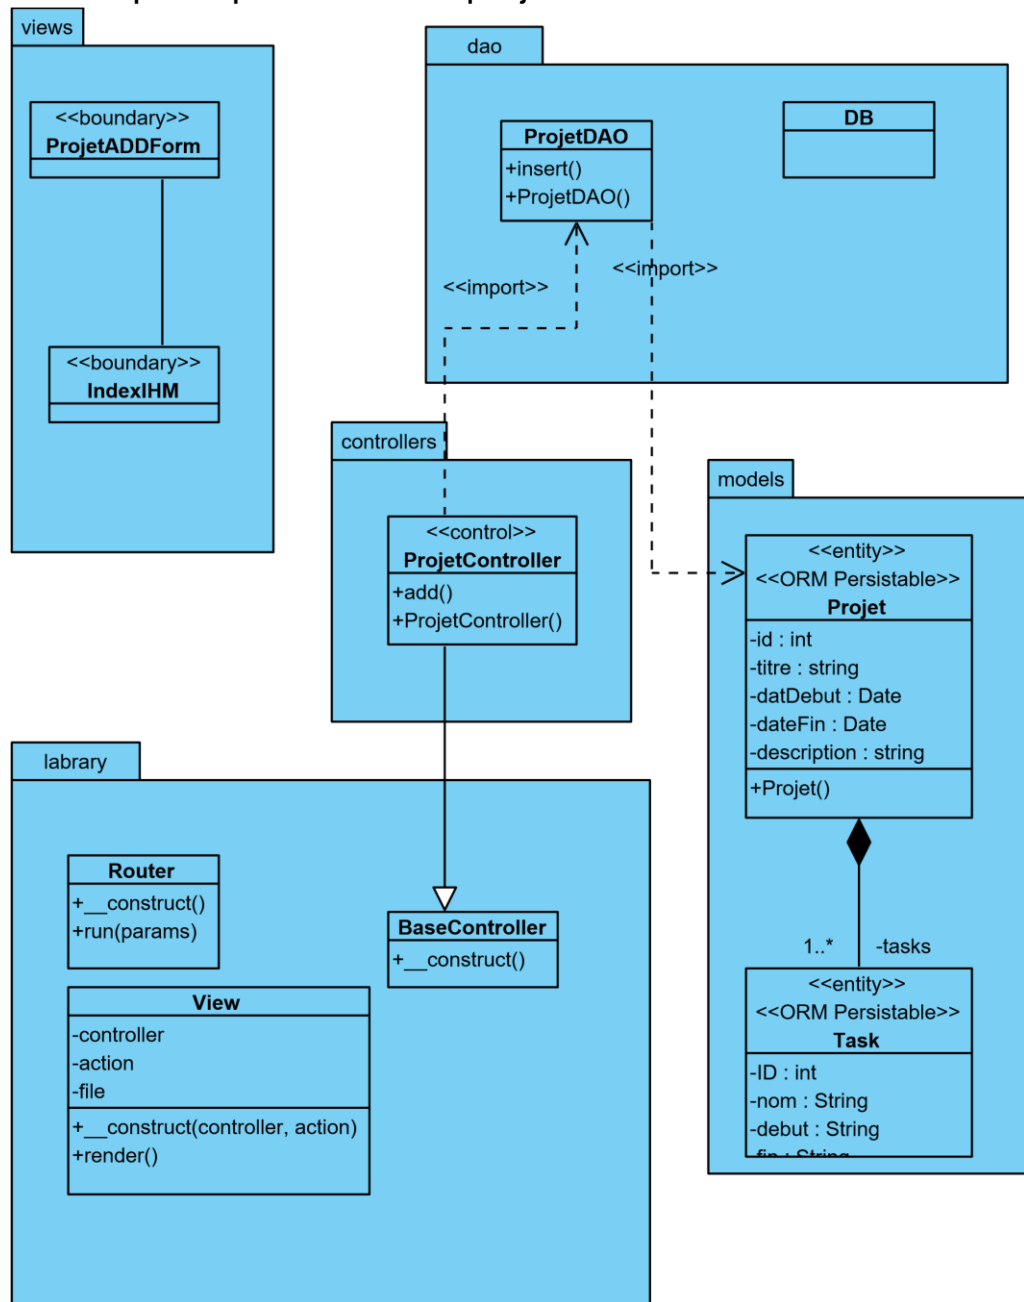 views
<<boundary>>
ProjetADDForm
<<boundary>>
IndexIHM
dao
ProjetDAO
+insert()
+ProjetDAO()
DB
<<import>>
<<import>>
controllers
<<control>>
ProjetController
+add()
+ProjetController()
models
<<entity>>
<<ORM Persistable>>
Projet
-id : int
-titre : string
-datDebut : Date
-dateFin : Date
-description : string
+Projet()
1..* -tasks
<<entity>>
<<ORM Persistable>>
Task
-ID : int
-nom : String
-debut : String
-fin : String
labrary
Router
+__construct()
+run(params)
BaseController
+__construct()
View
-controller
-action
-file
+__construct(controller, action)
+render()